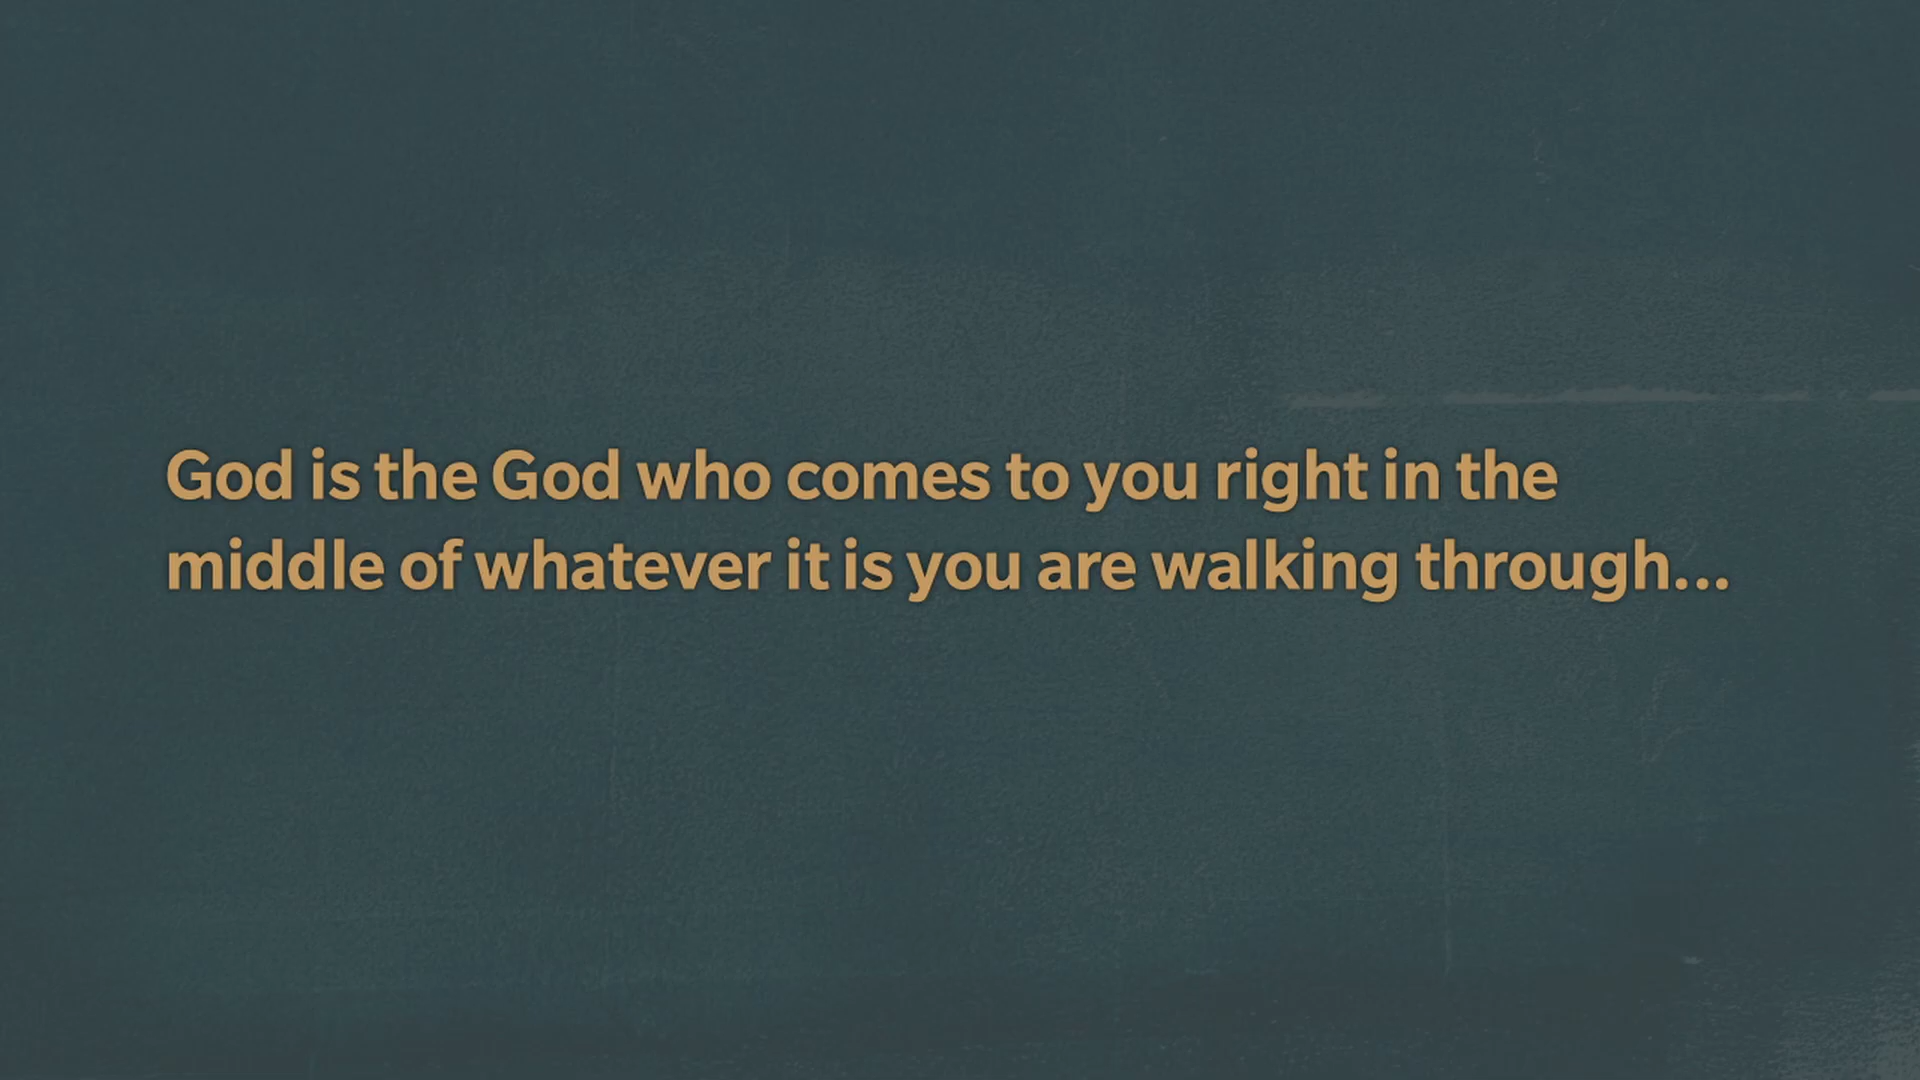 God is the God who comes to you right in the
middle of whatever it is you are walking through...